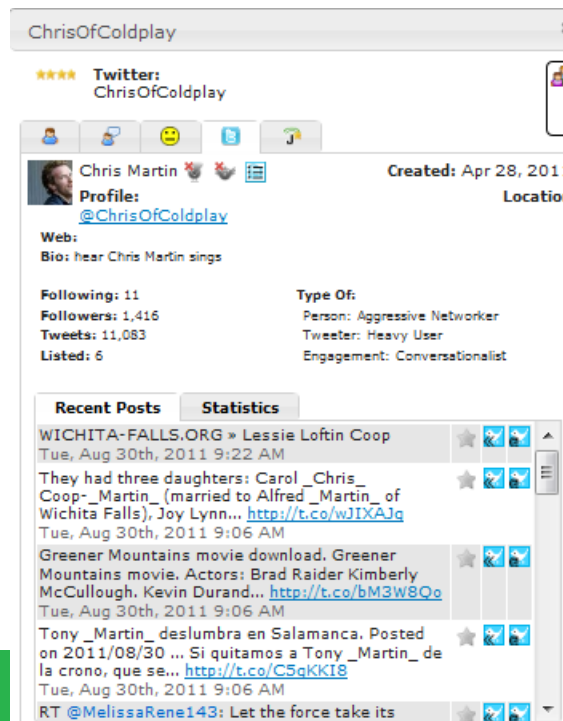 ChrisOfColdplay
Twitter:
ChrisOfColdplay
Chris Martin
Created: Apr 28, 201
Profile:
Locatio
@ChrisOfColdplay
Web:
Bio: hear Chris Martin sings
Following: 11
Type Of:
Followers: 1,416
Person: Aggressive Networker
Tweets: 11,083
Tweeter: Heavy User
Listed: 6
Engagement: Conversationalist
Recent Posts
Statistics
WICHITA-FALLS.ORG » Lessie Loftin Coop
Tue, Aug 30th, 2011 9:22 AM
They had three daughters: Carol _Chris_
Coop-_Martin_ (married to Alfred _Martin_ of
Wichita Falls), Joy Lynn... http://t.co/wJIXAJq
Tue, Aug 30th, 2011 9:06 AM
Greener Mountains movie download. Greener
Mountains movie. Actors: Brad Raider Kimberly
McCullough. Kevin Durand... http://t.co/bM3W8Qo
Tue, Aug 30th, 2011 9:06 AM
Tony _Martin_ deslumbra en Salamanca. Posted
on 2011/08/30 ... Si quitamos a Tony _Martin_ de
la crono, que se... http://t.co/C5qKKI8
Tue, Aug 30th, 2011 9:06 AM
RT @MelissaRene143: Let the force take its